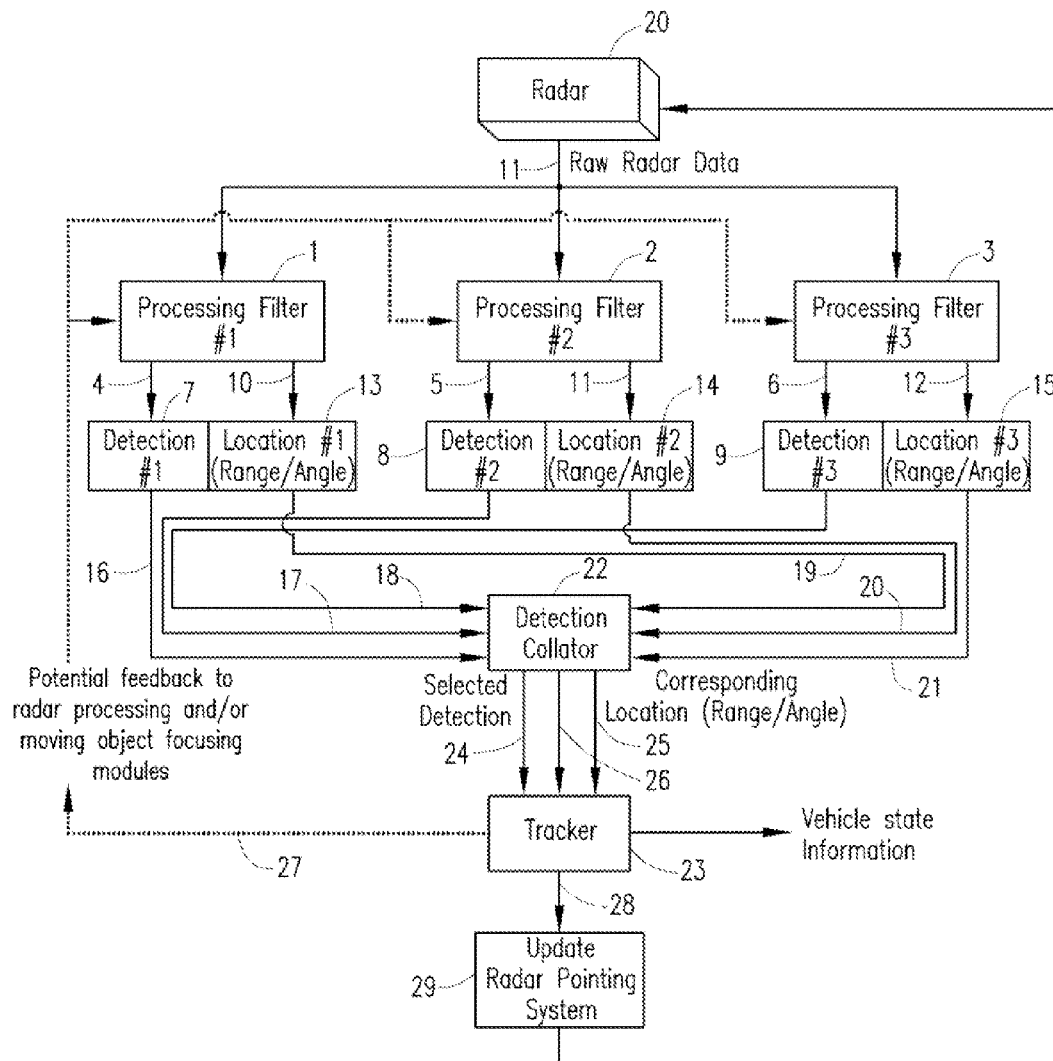 20
Radar
11
Raw Radar Data
1
2
3
Processing Filter
#1
Processing Filter
#2
Processing Filter
#3
4
10
5
11
6
12
7
13
14
15
Detection
#1
Location #1
(Range/Angle)
8
Detection
#2
Location #2
(Range/Angle)
9
Detection
#3
Location #3
(Range/Angle)
16
17
18
22
19
20
Detection
Collator
21
Potential feedback to
radar processing and/or
moving object focusing
modules
Selected
Detection
24
Corresponding
Location (Range/Angle)
25
26
Tracker
Vehicle state
Information
27
23
28
Update
Radar Pointing
System
29